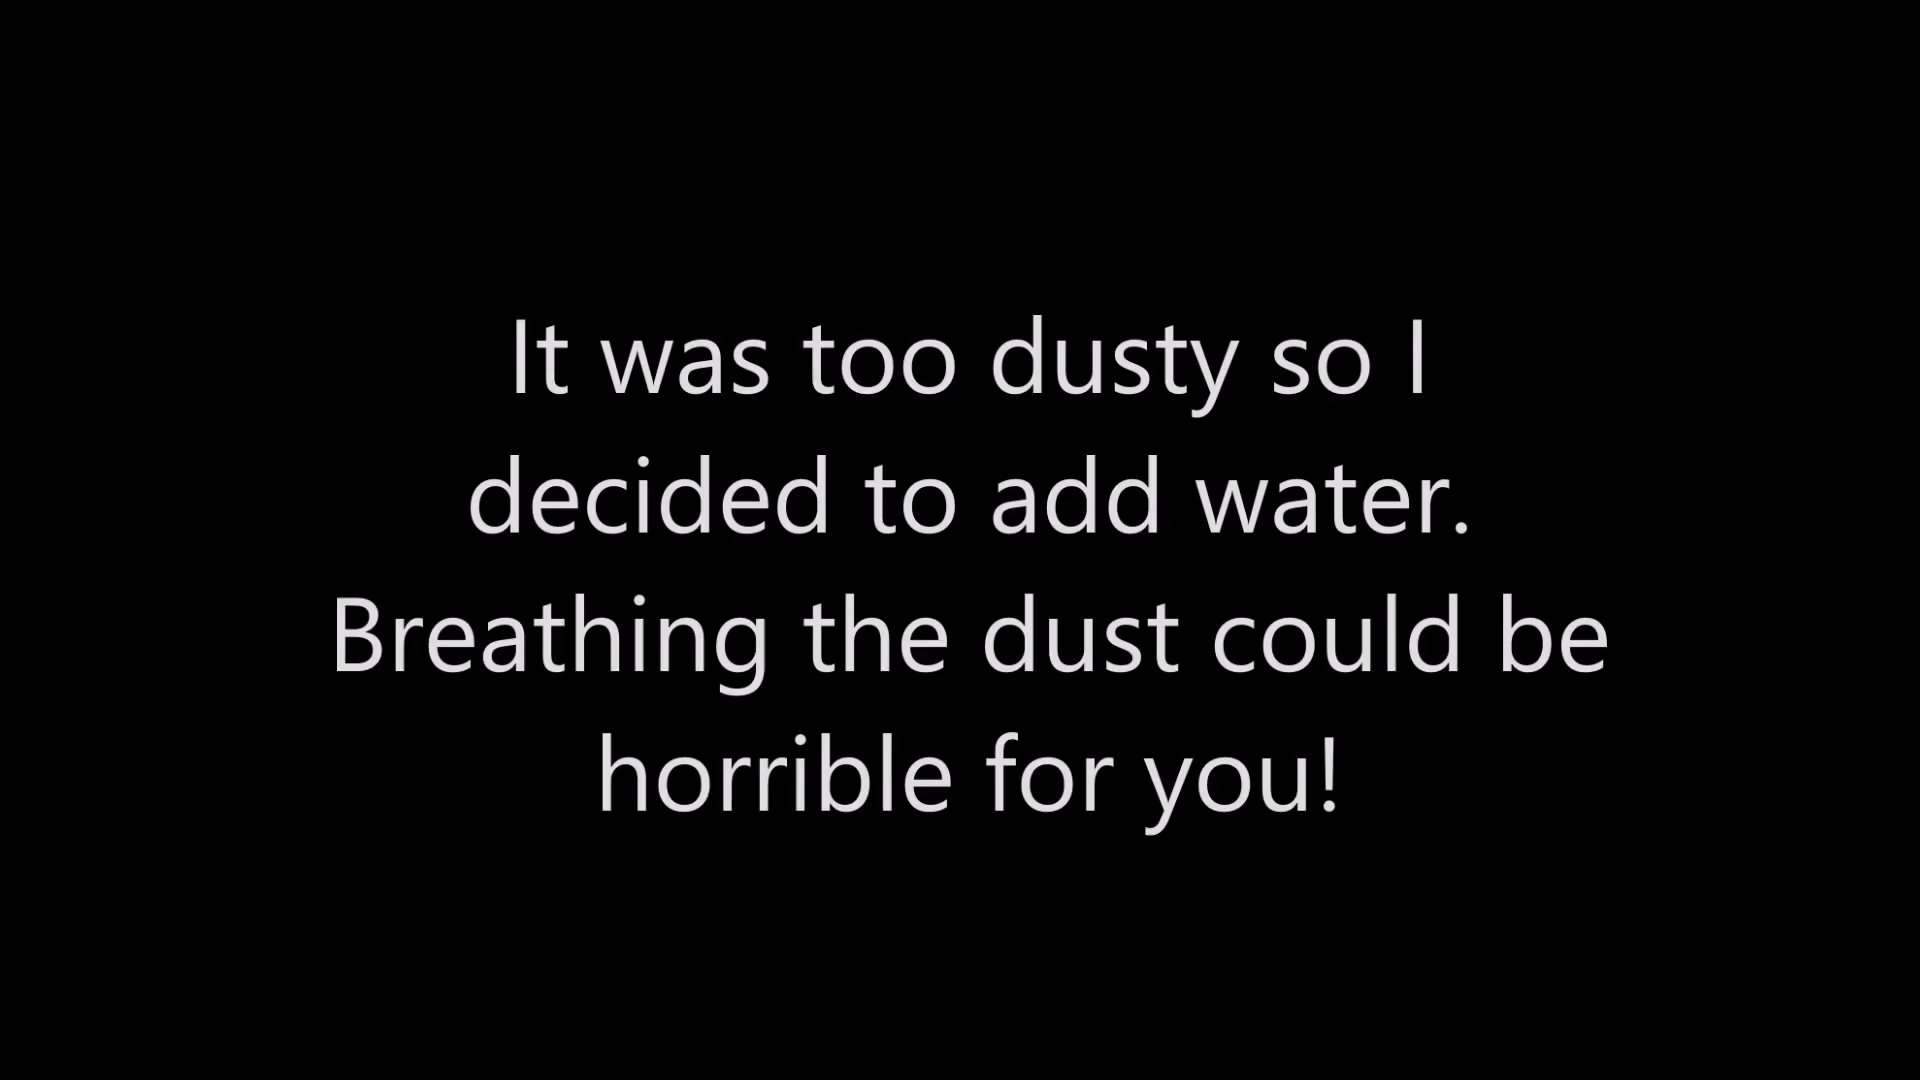 It was too dusty so I
decided to add water.
Breathing the dust could be
horrible for you!